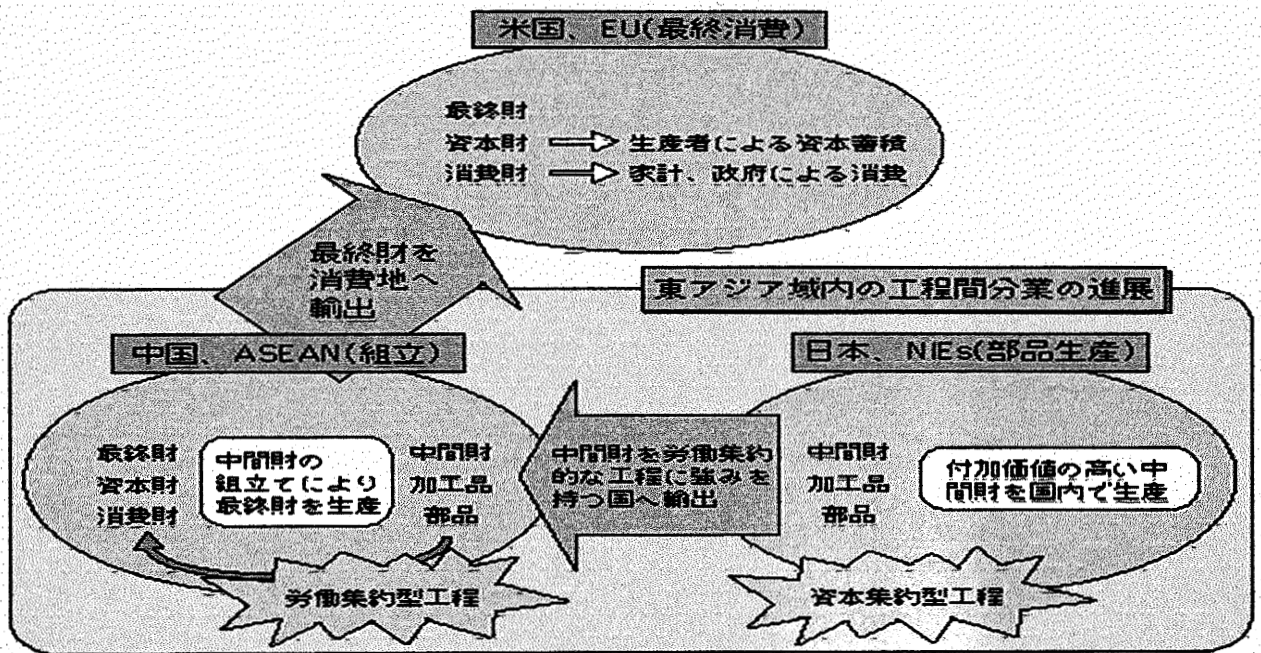 米国、EU(最終消費)
最終財
資本財 生産者による資本蓄積
消費財 家計、政府による消費
最終財を
消費地へ
輸出
東アジア域内の工程間分業の進展
中国、ASEAN(組立)
最終財
資本財
消費財
中間財の
組立てにより
最終財を生産
中間財
加工品
部品
労働集約型工程
中間財を労働集約
的な工程に強みを
持つ国へ輸出
日本、NIEs(部品生産)
中間財
加工品
部品
付加価値の高い中
間財を国内で生産
資本集約型工程